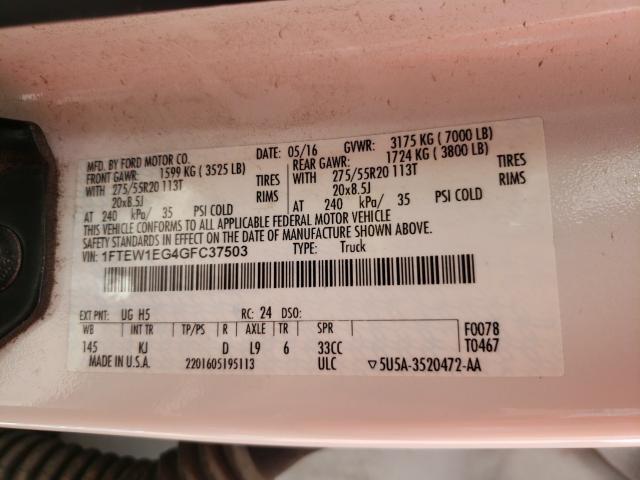 MFD. BY FORD MOTOR CO. DATE: 05/16 GVWR: 3175 KG ( 7000 LB)
FRONT GAWR: 1599 KG ( 3525 LB) REAR GAWR: 1724 KG ( 3800 LB)
WITH 275/55R20 113T TIRES WITH 275/55R20 113T TIRES
20x8.5J RIMS 20x8.5J RIMS
AT 240 kPa/ 35 PSI COLD AT 240 kPa/ 35 PSI COLD
THIS VEHICLE CONFORMS TO ALL APPLICABLE FEDERAL MOTOR VEHICLE
SAFETY STANDARDS IN EFFECT ON THE DATE OF MANUFACTURE SHOWN ABOVE.
VIN: 1FTEW1EG4GFC37503 TYPE: Truck
EXT PNT: UG H5 RC: 24 DSO:
WB INT TR TP/PS R AXLE TR SPR F0078
145 KJ D L9 6 33CC T0467
MADE IN U.S.A. 2201605195113 ULC ▽5U5A-3520472-AA